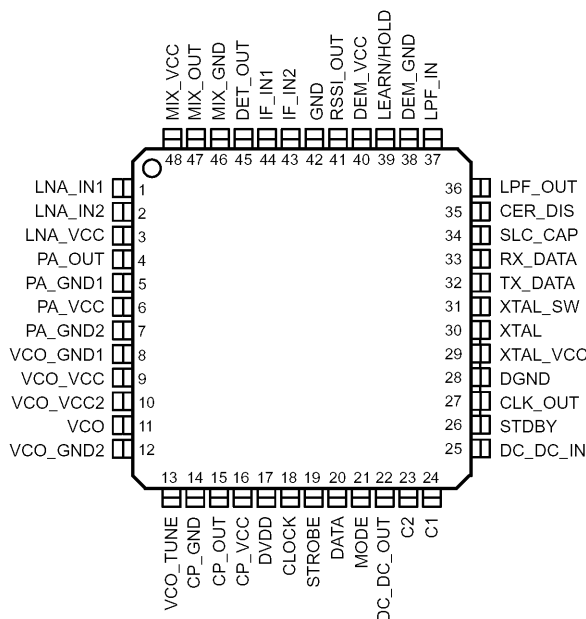 MIX_VCC
MIX_OUT
MIX_GND
DET_OUT
IF_IN1
IF_IN2
GND
RSSI_OUT
DEM_VCC
LEARN/HOLD
DEM_GND
LPF_IN
48 47 46 45 44 43 42 41 40 39 38 37
LNA_IN1 1
LNA_IN2 2
LNA_VCC 3
PA_OUT 4
PA_GND1 5
PA_VCC 6
PA_GND2 7
VCO_GND1 8
VCO_VCC 9
VCO_VCC2 10
VCO 11
VCO_GND2 12
36 LPF_OUT
35 CER_DIS
34 SLC_CAP
33 RX_DATA
32 TX_DATA
31 XTAL_SW
30 XTAL
29 XTAL_VCC
28 DGND
27 CLK_OUT
26 STDBY
25 DC_DC_IN
13 14 15 16 17 18 19 20 21 22 23 24
VCO_TUNE
CP_GND
CP_OUT
CP_VCC
DVDD
CLOCK
STROBE
DATA
MODE
DC_DC_OUT
C2
C1